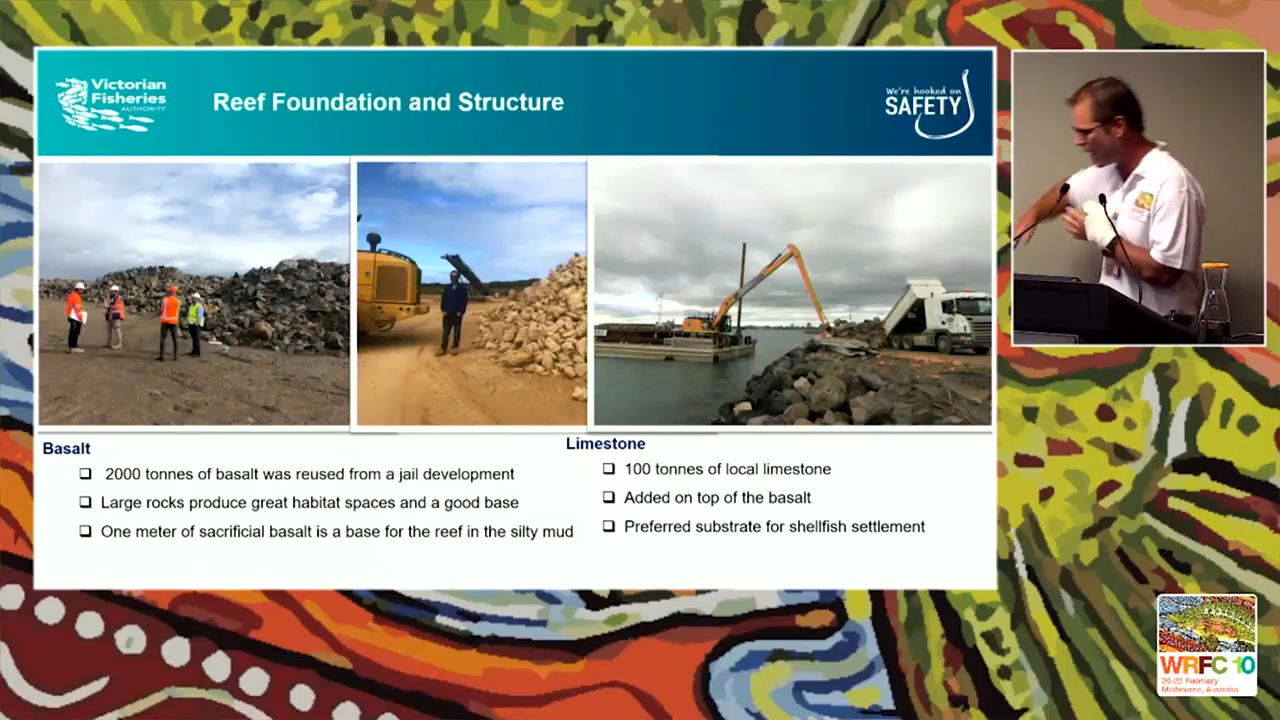 Victorian
Fisheries
AUTHORITY
Reef Foundation and Structure
We're hooked on
SAFETY
Basalt
2000 tonnes of basalt was reused from a jail development
Large rocks produce great habitat spaces and a good base
One meter of sacrificial basalt is a base for the reef in the silty mud
Limestone
100 tonnes of local limestone
Added on top of the basalt
Preferred substrate for shellfish settlement
WRFC 10
20-22 February
Melbourne, Australia